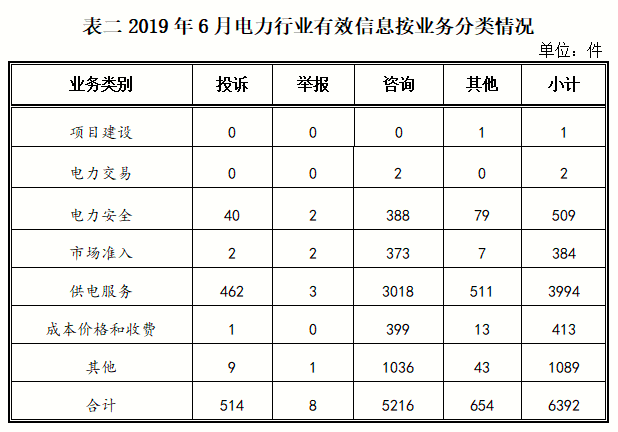 表二 2019 年 6 月电力行业有效信息按业务分类情况
单位：件
业务类别 投诉 举报 咨询 其他 小计
项目建设 0 0 0 1 1
电力交易 0 0 2 0 2
电力安全 40 2 388 79 509
市场准入 2 2 373 7 384
供电服务 462 3 3018 511 3994
成本价格和收费 1 0 399 13 413
其他 9 1 1036 43 1089
合计 514 8 5216 654 6392